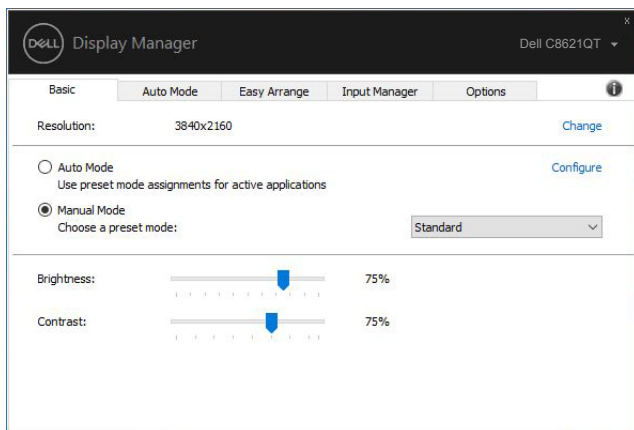 DELL Display Manager
Dell C8621QT
x
Basic Auto Mode Easy Arrange Input Manager Options i
Resolution: 3840x2160 Change
Auto Mode Configure
Use preset mode assignments for active applications
Manual Mode
Choose a preset mode: Standard
Brightness: 75%
Contrast: 75%